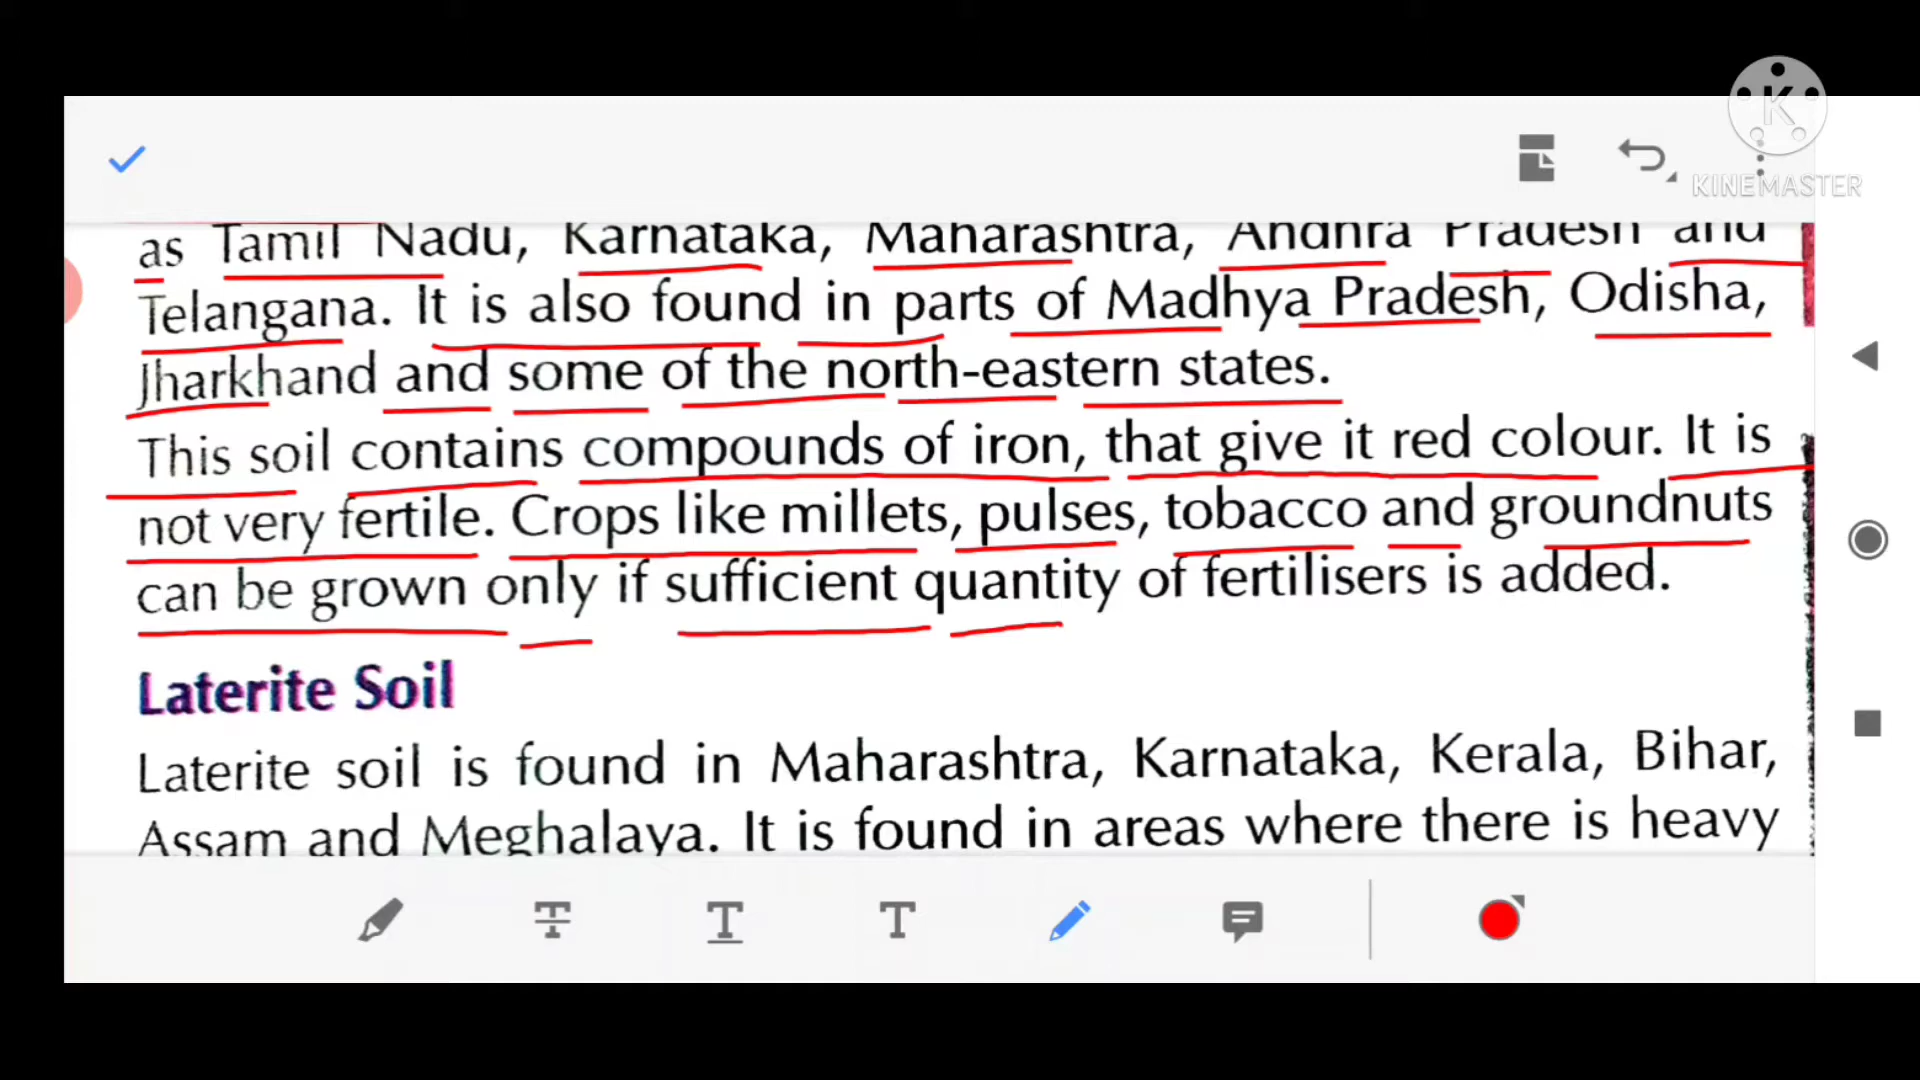 KINEMASTER
as Tamil Nadu, Karnataka, Maharashtra, Andhra Pradesh and
Telangana. It is also found in parts of Madhya Pradesh, Odisha,
Jharkhand and some of the north-eastern states.
This soil contains compounds of iron, that give it red colour. It is
not very fertile. Crops like millets, pulses, tobacco and groundnuts
can be grown only if sufficient quantity of fertilisers is added.
Laterite Soil
Laterite soil is found in Maharashtra, Karnataka, Kerala, Bihar,
Assam and Meghalaya. It is found in areas where there is heavy